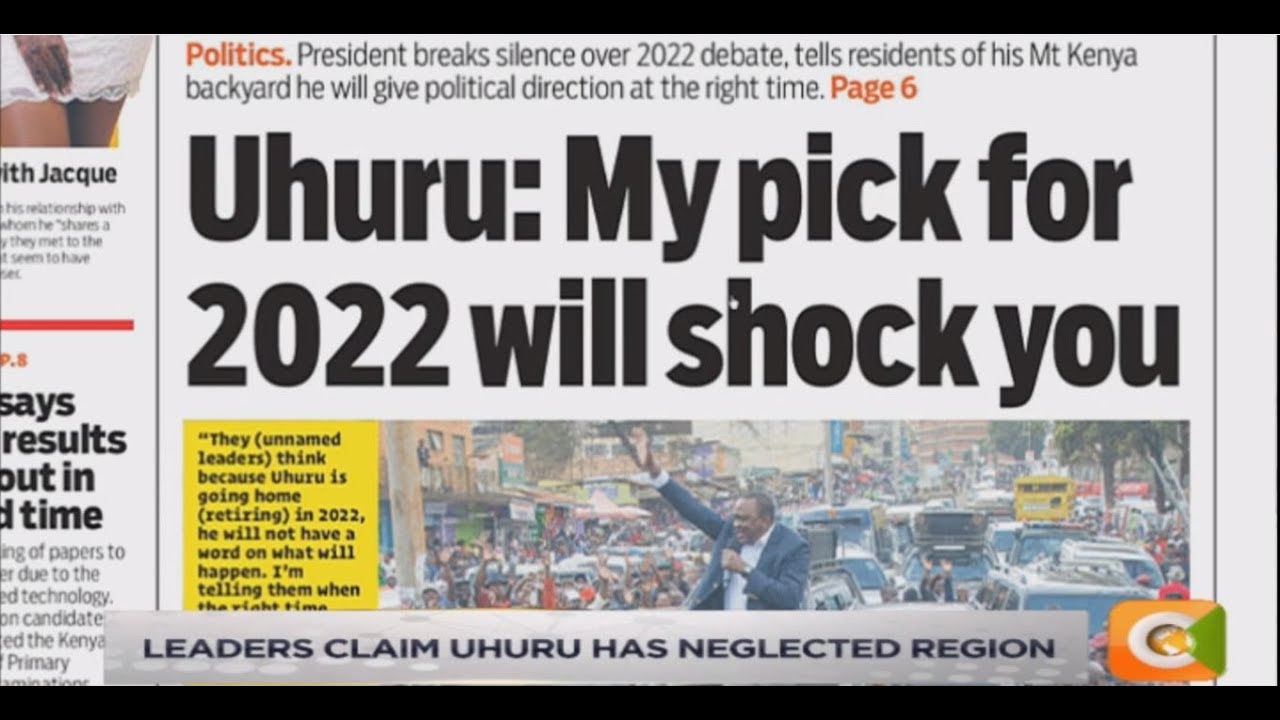 Politics. President breaks silence over 2022 debate, tells residents of his Mt Kenya
backyard he will give political direction at the right time. Page 6
Uhuru: My pick for
2022 will shock you
with Jacque
his relationship with
whom he "shares a
they met to the
seem to have
P.8
says
results
out in
time
ing of papers to
er due to the
ed technology.
on candidate
ted the Kenya
Primary
"They (unnamed
leaders) think
because Uhuru is
going home
(retiring) in 2022,
he will not have a
word on what will
happen. I'm
telling them when
the right time
LEADERS CLAIM UHURU HAS NEGLECTED REGION